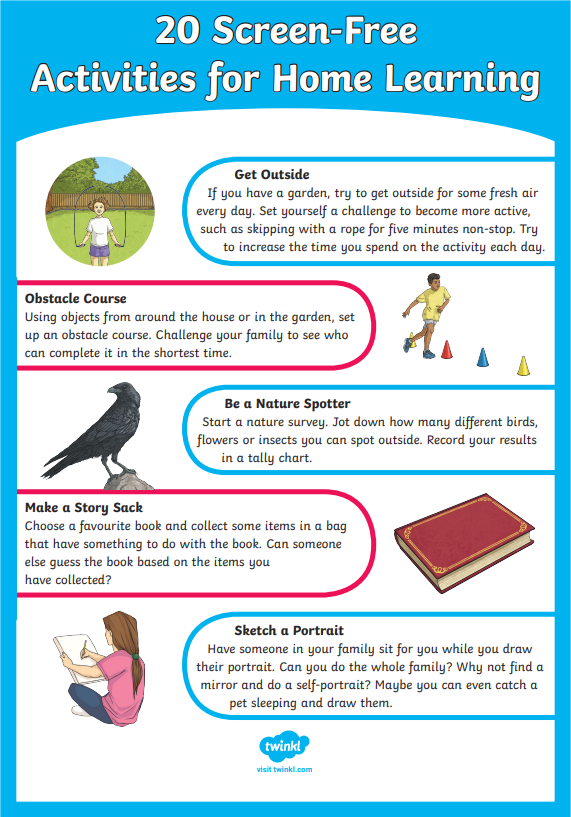 20 Screen-Free
Activities for Home Learning
Get Outside
If you have a garden, try to get outside for some fresh air
every day. Set yourself a challenge to become more active,
such as skipping with a rope for five minutes non-stop. Try
to increase the time you spend on the activity each day.
Obstacle Course
Using objects from around the house or in the garden, set
up an obstacle course. Challenge your family to see who
can complete it in the shortest time.
Be a Nature Spotter
Start a nature survey. Jot down how many different birds,
flowers or insects you can spot outside. Record your results
in a tally chart.
Make a Story Sack
Choose a favourite book and collect some items in a bag
that have something to do with the book. Can someone
else guess the book based on the items you
have collected?
Sketch a Portrait
Have someone in your family sit for you while you draw
their portrait. Can you do the whole family? Why not find a
mirror and do a self-portrait? Maybe you can even catch a
pet sleeping and draw them.
twinkl
visit twinkl.com